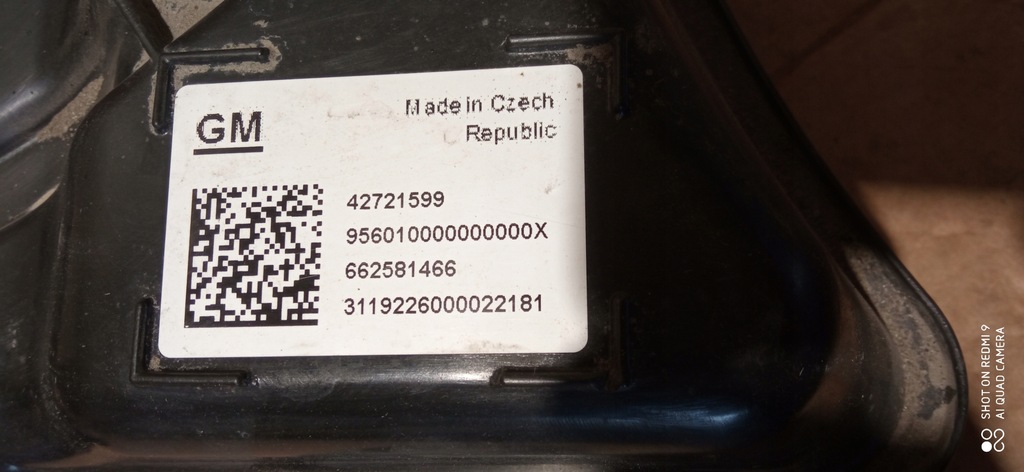 GM
Made in Czech
Republic
42721599
956010000000000X
662581466
3119226000022181
SHOT ON REDMI 9
AI QUAD CAMERA